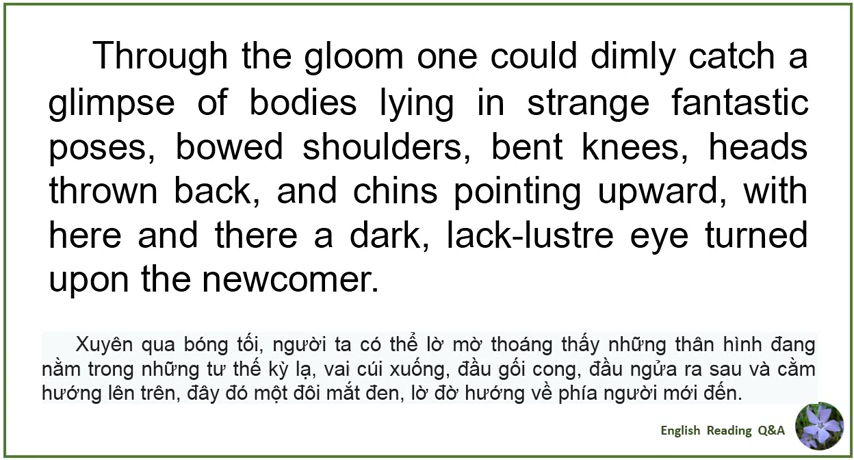 Through the gloom one could dimly catch a
glimpse of bodies lying in strange fantastic
poses, bowed shoulders, bent knees, heads
thrown back, and chins pointing upward, with
here and there a dark, lack-lustre eye turned
upon the newcomer.
Xuyên qua bóng tối, người ta có thể lờ mờ thoáng thấy những thân hình đang
nằm trong những tư thế kỳ lạ, vai cúi xuống, đầu gối cong, đầu ngửa ra sau và cằm
hướng lên trên, đây đó một đôi mắt đen, lờ đờ hướng về phía người mới đến.
English Reading Q&A